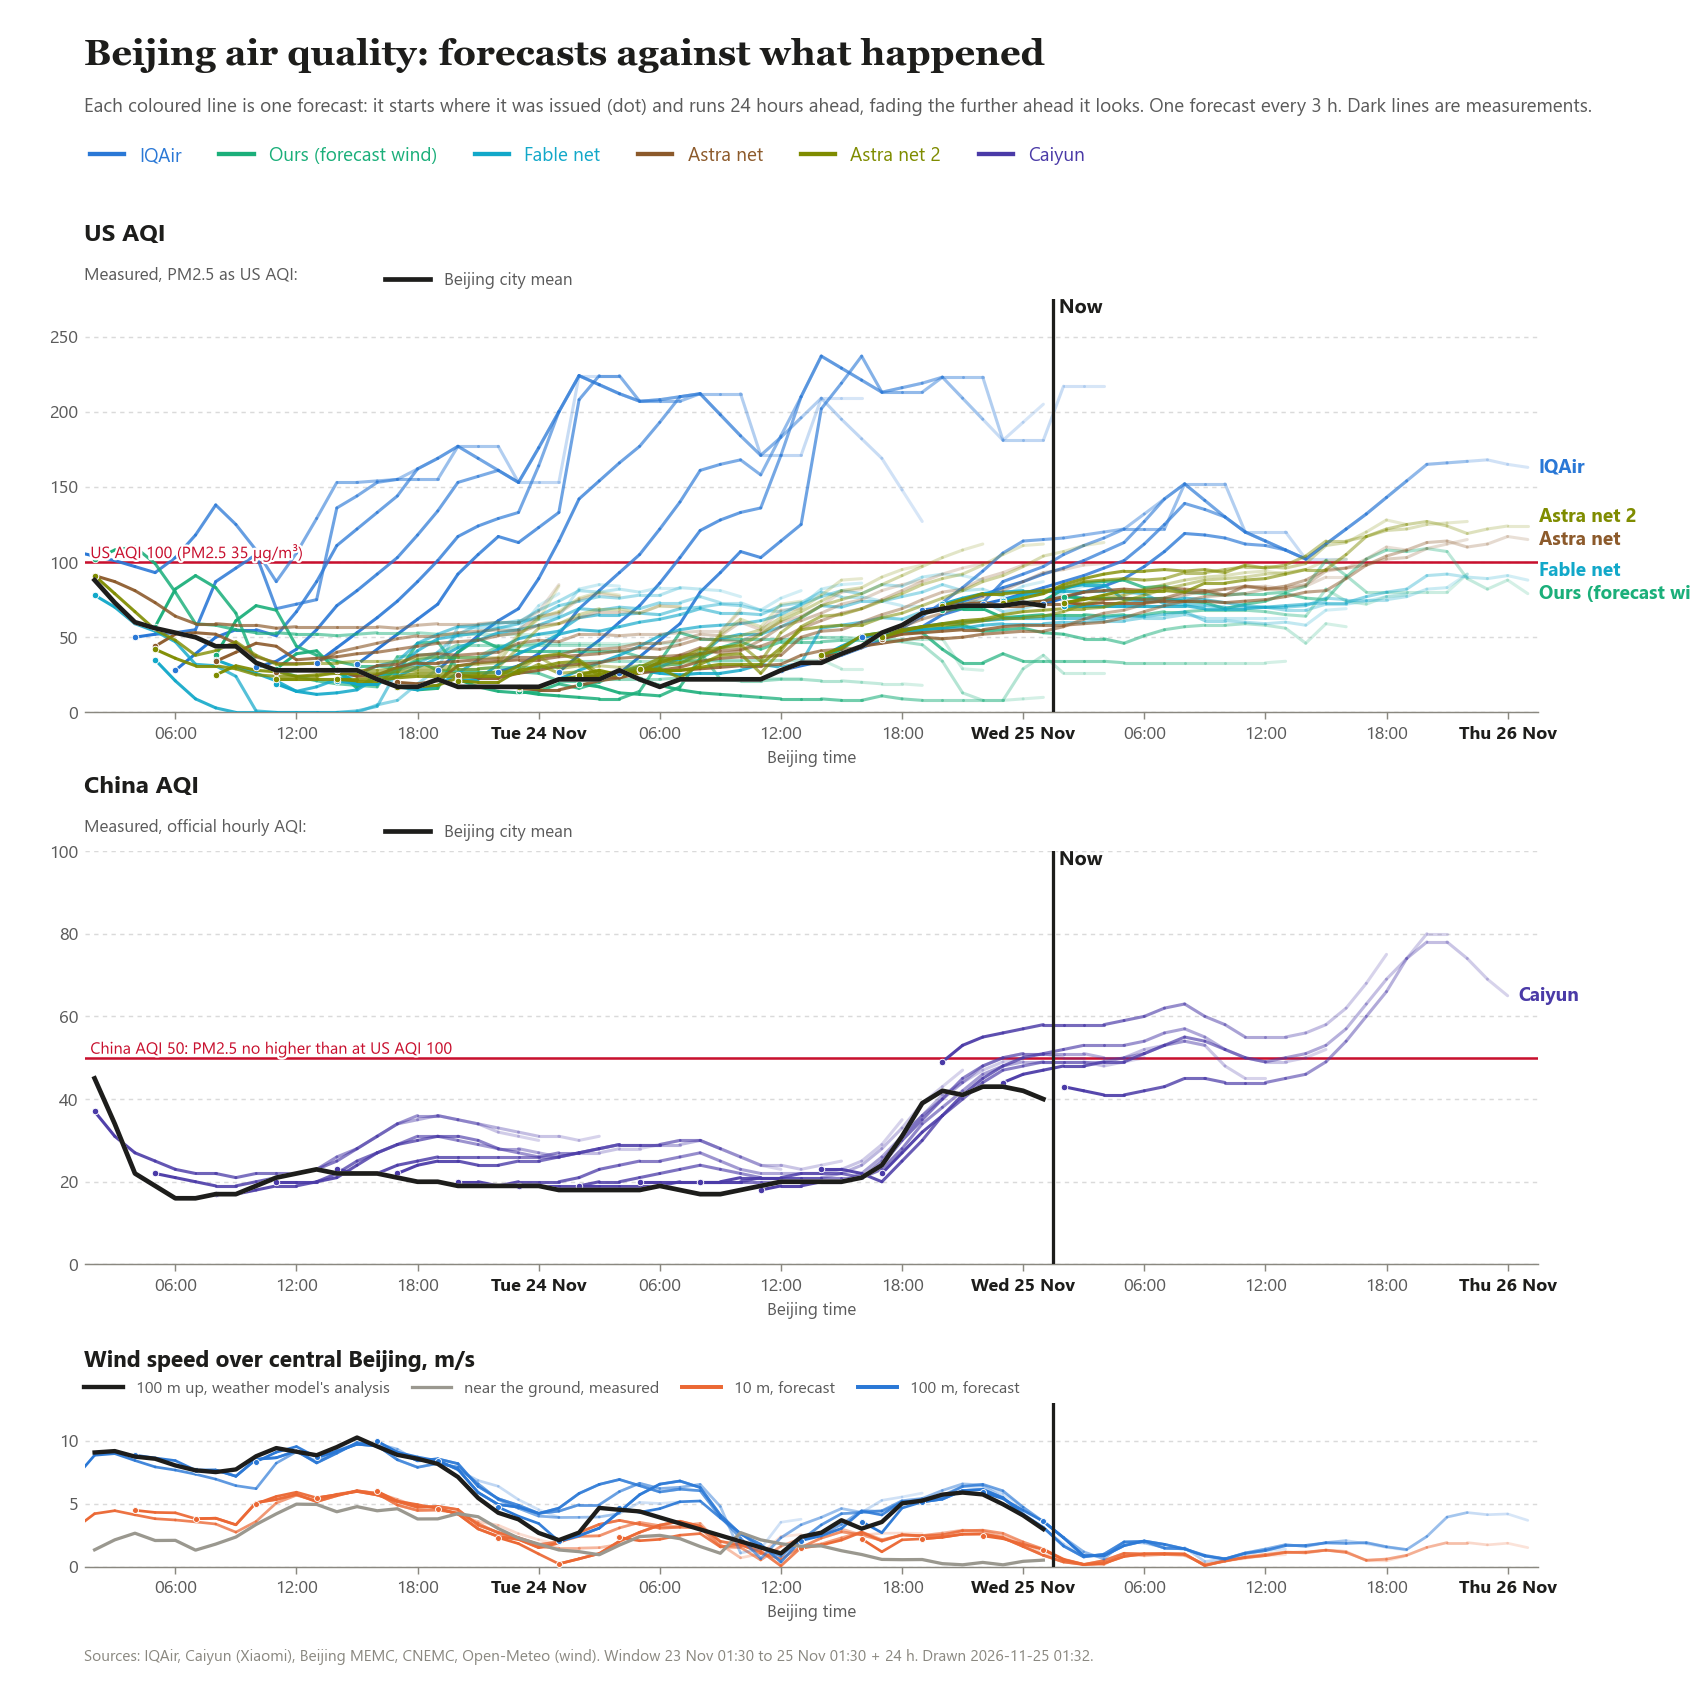 Beijing air quality: forecasts against what happened
Each coloured line is one forecast: it starts where it was issued (dot) and runs 24 hours ahead, fading the further ahead it looks. One forecast every 3 h. Dark lines are measurements.
IQAir Ours (forecast wind) Fable net Astra net Astra net 2 Caiyun
US AQI
Measured, PM2.5 as US AQI: Beijing city mean
Now
250
200
150
100
50
0
US AQI 100 (PM2.5 35 µg/m³)
IQAir
Astra net 2
Astra net
Fable net
Ours (forecast wi
06:00 12:00 18:00 Tue 24 Nov 06:00 12:00 18:00 Wed 25 Nov 06:00 12:00 18:00 Thu 26 Nov
Beijing time
China AQI
Measured, official hourly AQI: Beijing city mean
Now
100
80
60
40
20
0
China AQI 50: PM2.5 no higher than at US AQI 100
Caiyun
06:00 12:00 18:00 Tue 24 Nov 06:00 12:00 18:00 Wed 25 Nov 06:00 12:00 18:00 Thu 26 Nov
Beijing time
Wind speed over central Beijing, m/s
100 m up, weather model's analysis near the ground, measured 10 m, forecast 100 m, forecast
10
5
0
06:00 12:00 18:00 Tue 24 Nov 06:00 12:00 18:00 Wed 25 Nov 06:00 12:00 18:00 Thu 26 Nov
Beijing time
Sources: IQAir, Caiyun (Xiaomi), Beijing MEMC, CNEMC, Open-Meteo (wind). Window 23 Nov 01:30 to 25 Nov 01:30 + 24 h. Drawn 2026-11-25 01:32.